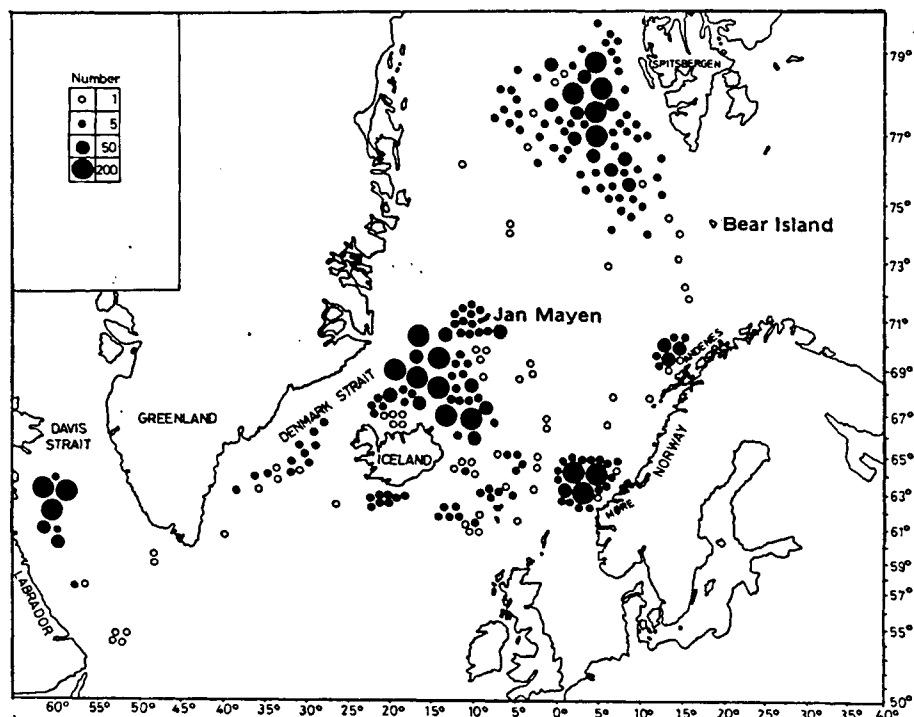 Number
1
5
50
200
SPITSBERGEN
79°
77°
75°
73°
71°
69°
67°
65°
63°
61°
59°
57°
55°
50°
Bear Island
Jan Mayen
ANDENES
DENMARK STRAIT
GREENLAND
DAVIS
STRAIT
ICELAND
NORWAY
MØRE
LABRADOR
60° 55° 50° 45° 40° 35° 30° 25° 20° 15° 10° 5° 0° 5° 10° 15° 20° 25° 30° 35° 40°